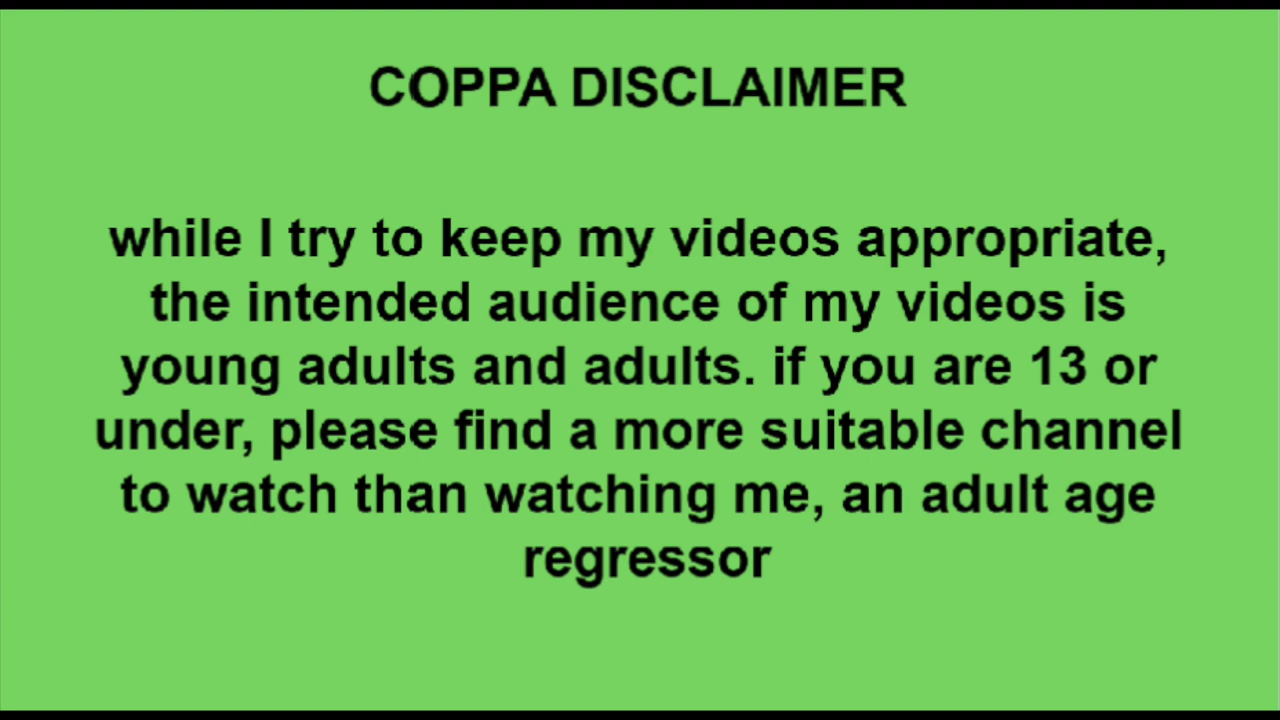 COPPA DISCLAIMER
while I try to keep my videos appropriate,
the intended audience of my videos is
young adults and adults. if you are 13 or
under, please find a more suitable channel
to watch than watching me, an adult age
regressor